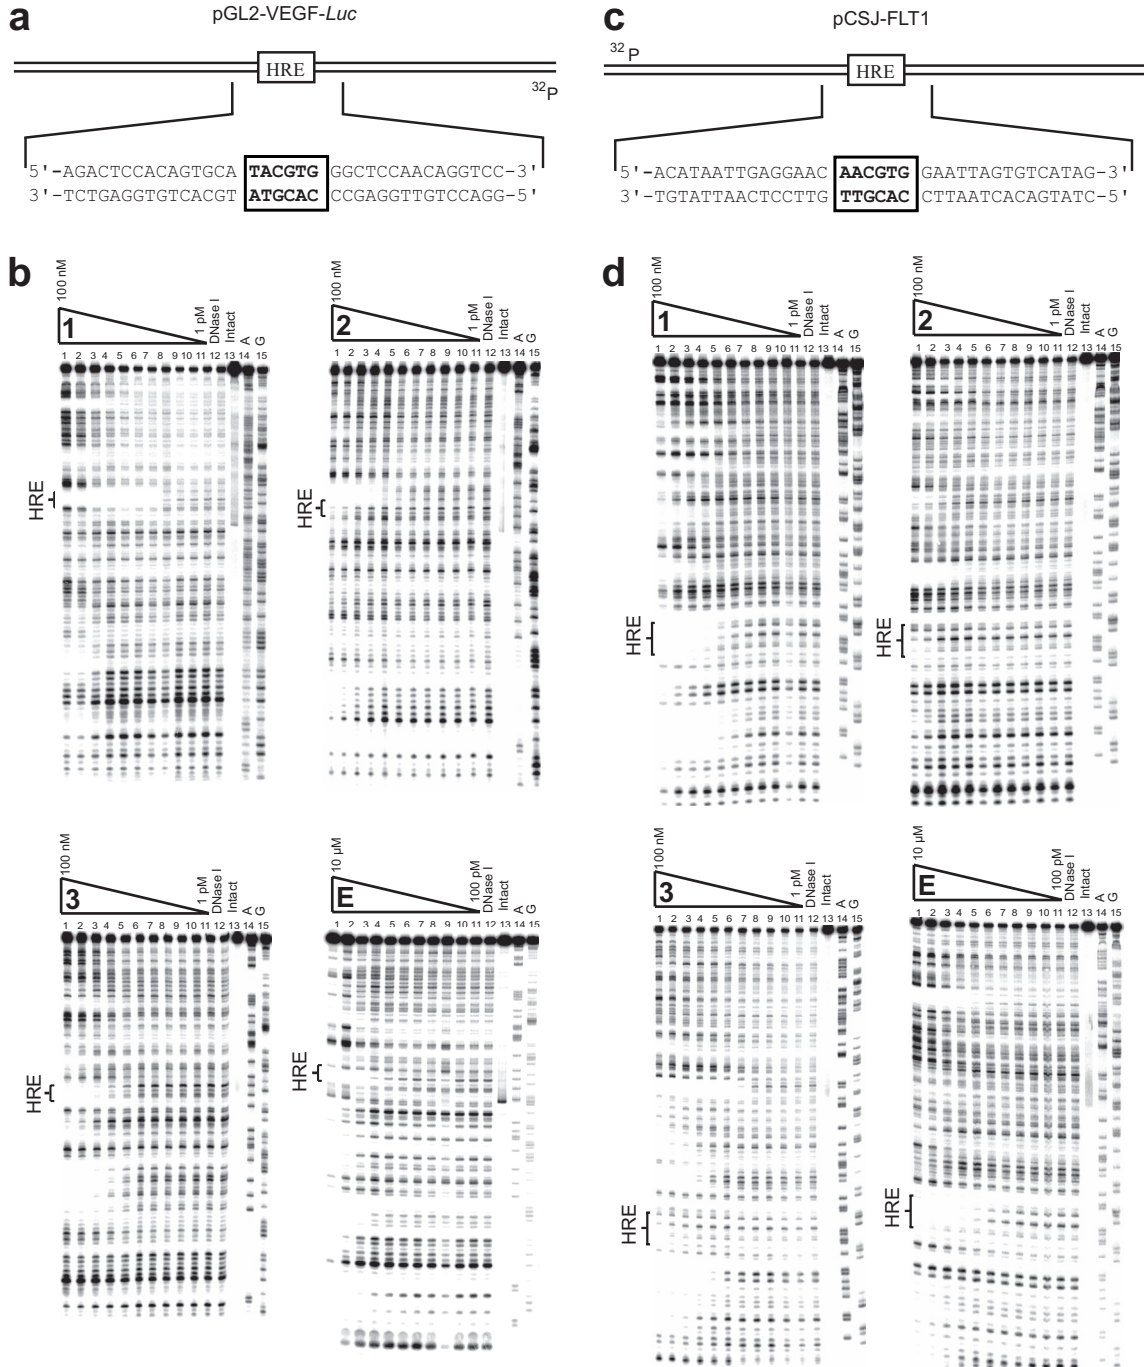 a
pGL2-VEGF-Luc
HRE
32P
5'-AGACTCCACAGTGCA TACGTG GGCTCCAACAGGTCC-3'
3'-TCTGAGGTGTCACGT ATGCAC CCGAGGTTGTCCAGG-5'
c
pCSJ-FLT1
32P
HRE
5'-ACATAATTGAGGAAC AACGTG GAATTAGTGTCATAG-3'
3'-TGTATTAACTCCTTG TTGCAC CTTAATCACAGTATC-5'
b
100 nM
1
1 pM
DNase I
Intact
A
G
1 2 3 4 5 6 7 8 9 10 11 12 13 14 15
HRE
100 nM
2
1 pM
DNase I
Intact
A
G
1 2 3 4 5 6 7 8 9 10 11 12 13 14 15
HRE
100 nM
3
1 pM
DNase I
Intact
A
G
1 2 3 4 5 6 7 8 9 10 11 12 13 14 15
HRE
10 µM
E
100 pM
DNase I
Intact
A
G
1 2 3 4 5 6 7 8 9 10 11 12 13 14 15
HRE
d
100 nM
1
1 pM
DNase I
Intact
A
G
1 2 3 4 5 6 7 8 9 10 11 12 13 14 15
HRE
100 nM
2
1 pM
DNase I
Intact
A
G
1 2 3 4 5 6 7 8 9 10 11 12 13 14 15
HRE
100 nM
3
1 pM
DNase I
Intact
A
G
1 2 3 4 5 6 7 8 9 10 11 12 13 14 15
HRE
10 µM
E
100 pM
DNase I
Intact
A
G
1 2 3 4 5 6 7 8 9 10 11 12 13 14 15
HRE